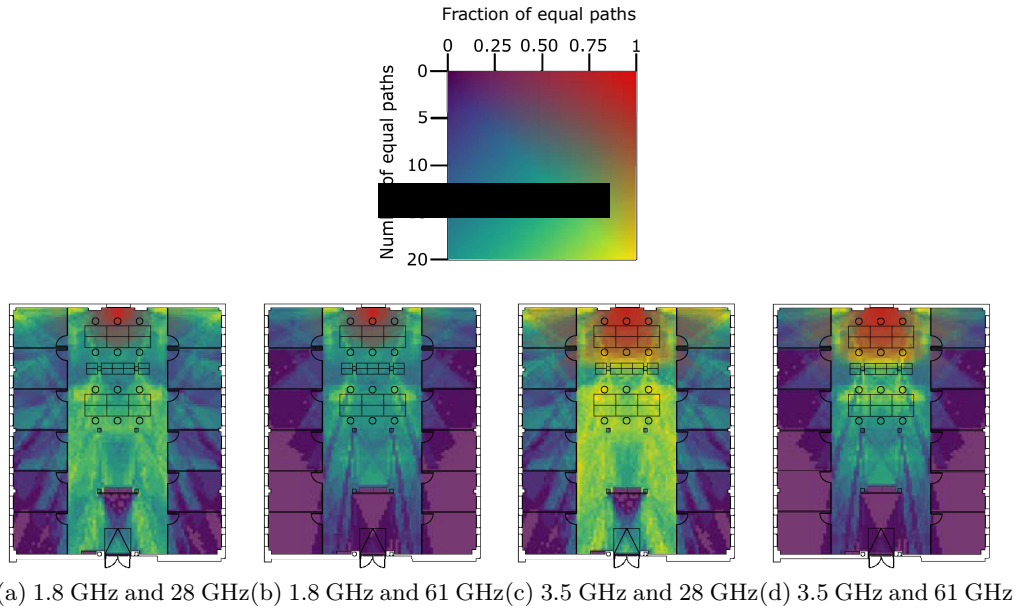 Fraction of equal paths
0 0.25 0.50 0.75 1
0
5
10
20
of equal paths
(a) 1.8 GHz and 28 GHz (b) 1.8 GHz and 61 GHz (c) 3.5 GHz and 28 GHz (d) 3.5 GHz and 61 GHz